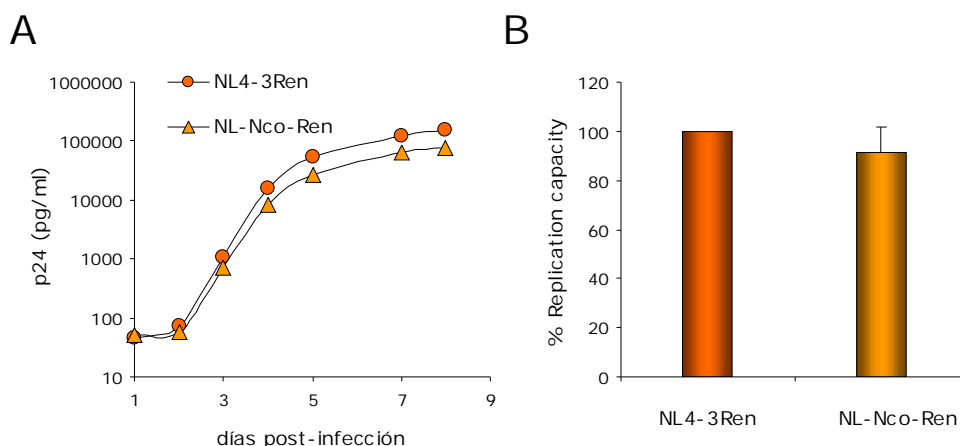 A
NL4-3Ren
NL-Nco-Ren
1000000
100000
10000
1000
100
10
p24 (pg/ml)
1 3 5 7 9
días post-infección
B
120
100
80
60
40
20
0
% Replication capacity
NL4-3Ren NL-Nco-Ren